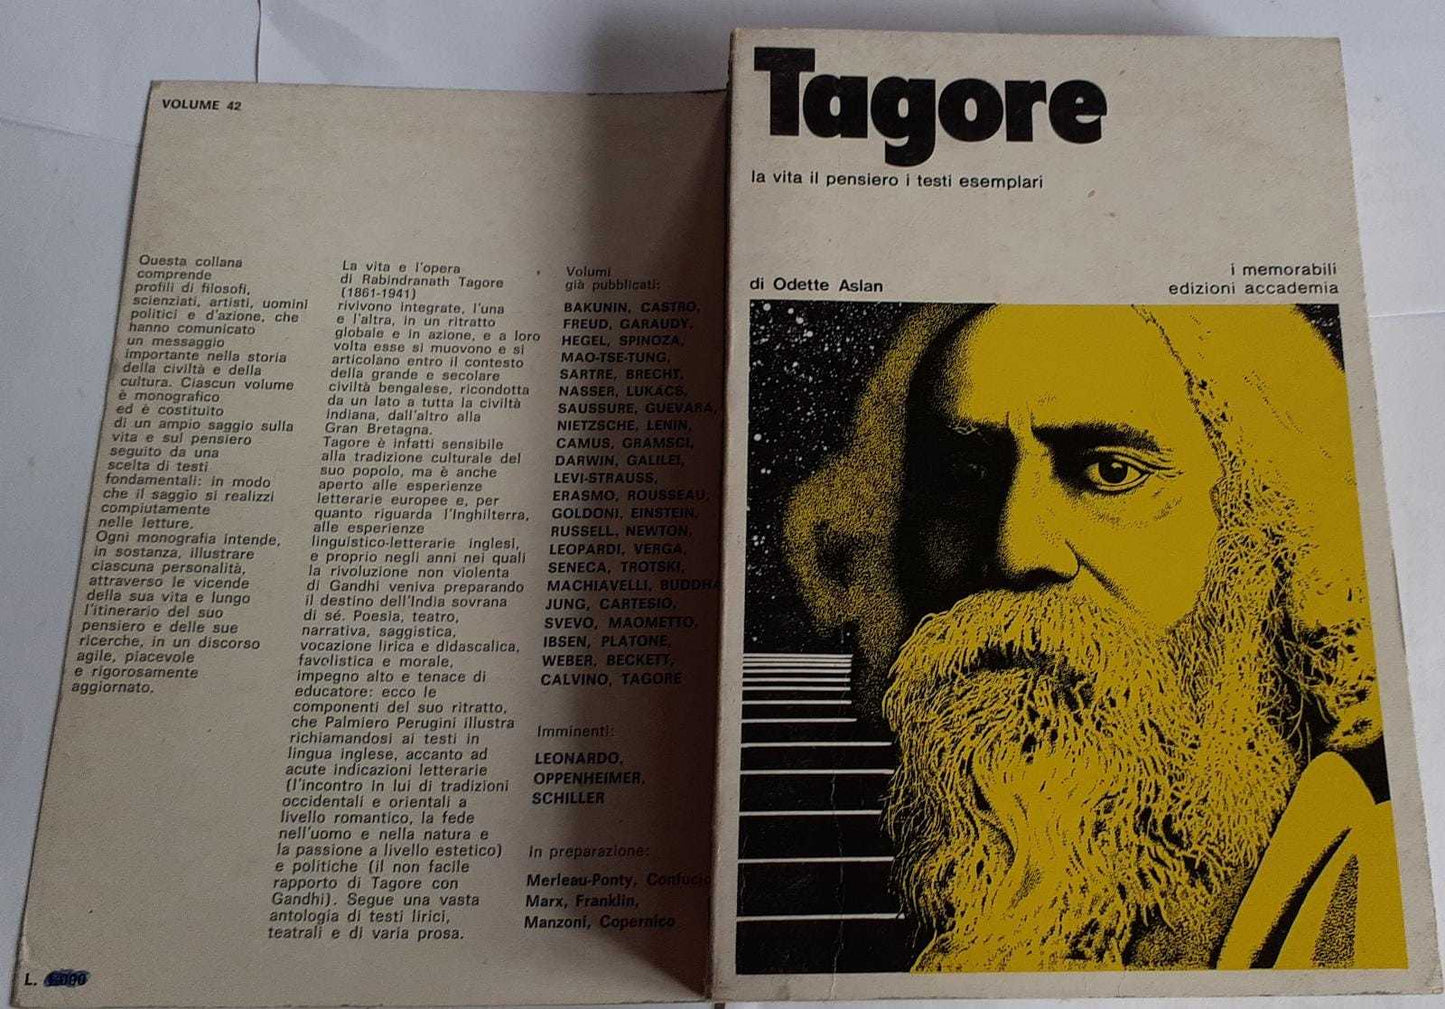 VOLUME 42
Questa collana
comprende
profili di filosofi,
scienziati, artisti, uomini
politici e d'azione, che
hanno comunicato
un messaggio
importante nella storia
della civiltà e della
cultura. Ciascun volume
è monografico
ed è costituito
di un ampio saggio sulla
vita e sul pensiero
seguito da una
scelta di testi
fondamentali: in modo
che il saggio si realizzi
compiutamente
nelle letture.
Ogni monografia intende,
in sostanza, illustrare
ciascuna personalità,
attraverso le vicende
della sua vita e lungo
l'itinerario del suo
pensiero e delle sue
ricerche, in un discorso
agile, piacevole
e rigorosamente
aggiornato.
L.
La vita e l'opera
di Rabindranath Tagore
(1861-1941)
rivivono integrate, l'una
e l'altra, in un ritratto
globale e in azione, e a loro
volta esse si muovono e si
articolano entro il contesto
della grande e secolare
civiltà bengalese, ricondotta
da un lato a tutta la civiltà
indiana, dall'altro alla
Gran Bretagna.
Tagore è infatti sensibile
alla tradizione culturale del
suo popolo, ma è anche
aperto alle esperienze
letterarie europee e, per
quanto riguarda l'Inghilterra,
alle esperienze
linguistico-letterarie inglesi,
e proprio negli anni nei quali
la rivoluzione non violenta
di Gandhi veniva preparando
il destino dell'India sovrana
di sé. Poesia, teatro,
narrativa, saggistica,
vocazione lirica e didascalica,
favolistica e morale,
impegno alto e tenace di
educatore: ecco le
componenti del suo ritratto,
che Palmiero Perugini illustra
richiamandosi ai testi in
lingua inglese, accanto ad
acute indicazioni letterarie
(l'incontro in lui di tradizioni
occidentali e orientali a
livello romantico, la fede
nell'uomo e nella natura e
la passione a livello estetico)
e politiche (il non facile
rapporto di Tagore con
Gandhi). Segue una vasta
antologia di testi lirici,
teatrali e di varia prosa.
Volumi
già pubblicati:
BAKUNIN, CASTRO,
FREUD, GARAUDY,
HEGEL, SPINOZA,
MAO-TSE-TUNG,
SARTRE, BRECHT,
NASSER, LUKÁCS,
SAUSSURE, GUEVARA,
NIETZSCHE, LENIN,
CAMUS, GRAMSCI,
DARWIN, GALILEI,
LEVI-STRAUSS,
ERASMO, ROUSSEAU,
GOLDONI, EINSTEIN,
RUSSELL, NEWTON,
LEOPARDI, VERGA,
SENECA, TROTSKI,
MACHIAVELLI, BUDDHA
JUNG, CARTESIO,
SVEVO, MAOMETTO,
IBSEN, PLATONE,
WEBER, BECKETT,
CALVINO, TAGORE
Imminenti:
LEONARDO,
OPPENHEIMER,
SCHILLER
In preparazione:
Merleau-Ponty, Confucio
Marx, Franklin,
Manzoni, Copernico
Tagore
la vita il pensiero i testi esemplari
di Odette Aslan
i memorabili
edizioni accademia